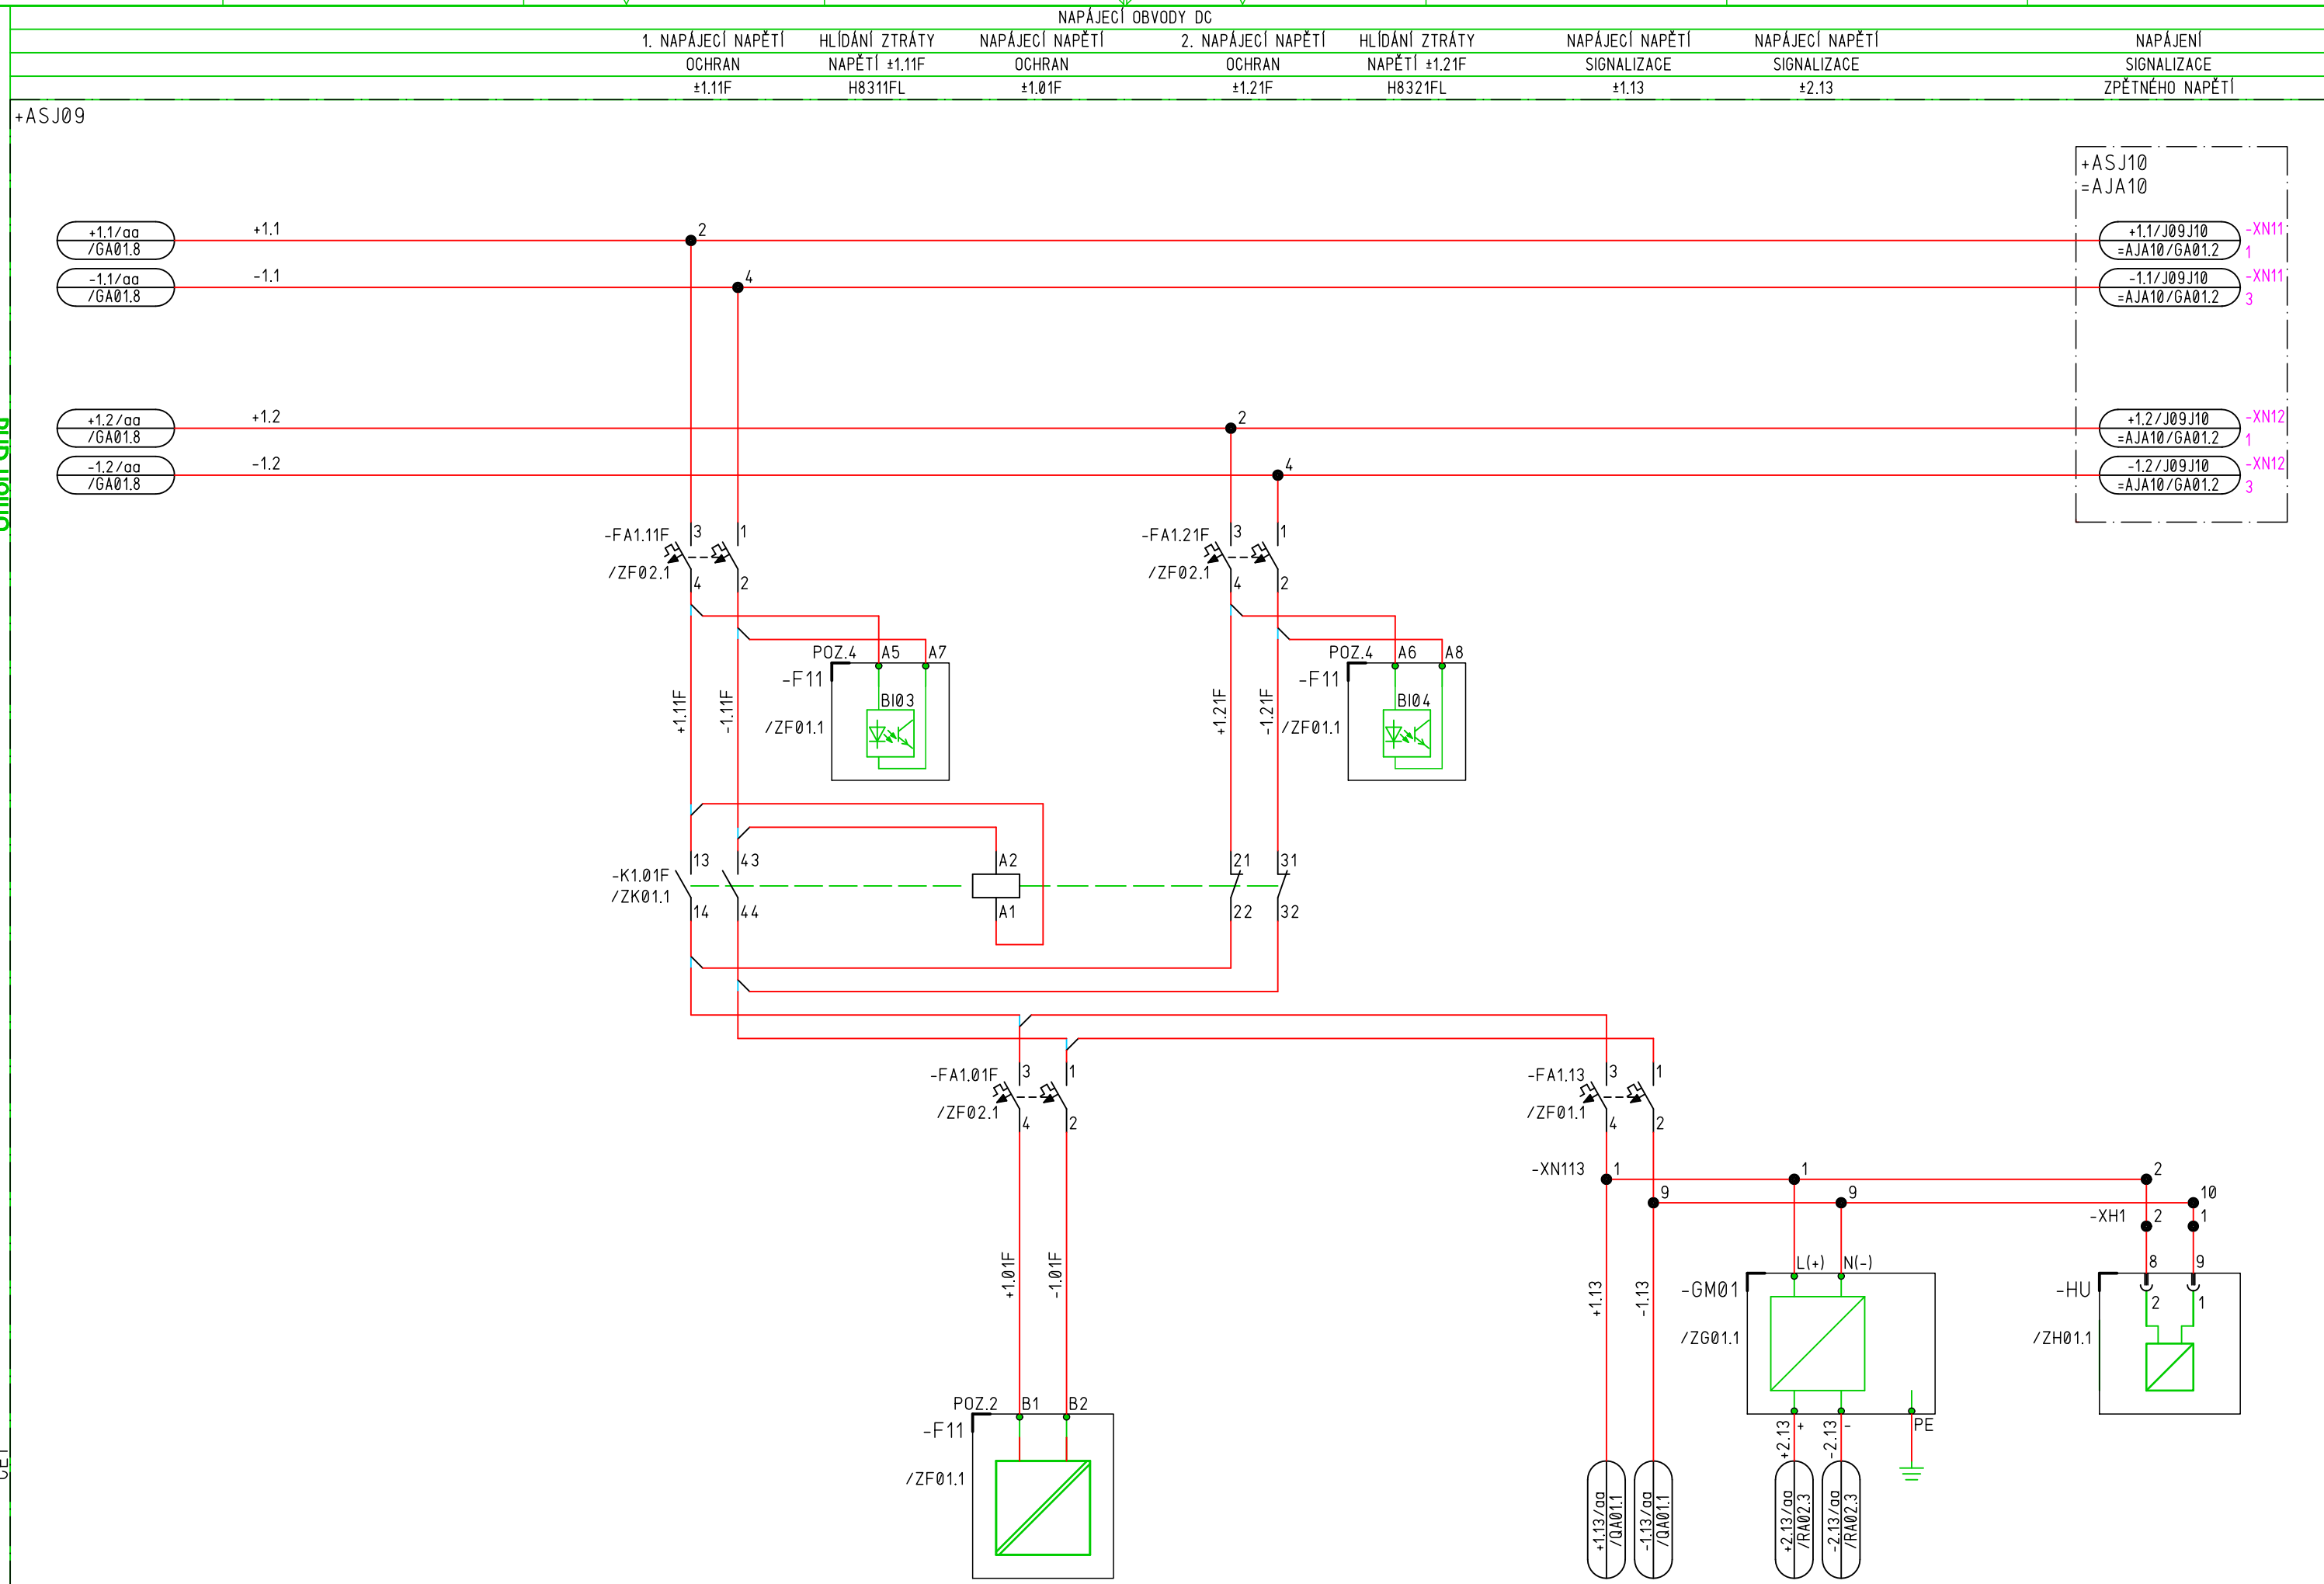 NAPÁJECÍ OBVODY DC
1. NAPÁJECÍ NAPĚTÍ HLÍDÁNÍ ZTRÁTY NAPÁJECÍ NAPĚTÍ 2. NAPÁJECÍ NAPĚTÍ HLÍDÁNÍ ZTRÁTY NAPÁJECÍ NAPĚTÍ NAPÁJECÍ NAPĚTÍ NAPÁJENÍ
OCHRAN NAPĚTÍ ±1.11F OCHRAN OCHRAN NAPĚTÍ ±1.21F SIGNALIZACE SIGNALIZACE SIGNALIZACE
±1.11F H8311FL ±1.01F ±1.21F H8321FL ±1.13 ±2.13 ZPĚTNÉHO NAPĚTÍ
+ASJ09
+ASJ10
=AJA10
+1.1/aa +1.1 2 +1.1/J09J10 -XN11
/GA01.8 =AJA10/GA01.2 1
-1.1/aa -1.1 4 -1.1/J09J10 -XN11
/GA01.8 =AJA10/GA01.2 3
+1.2/aa +1.2 2 +1.2/J09J10 -XN12
/GA01.8 =AJA10/GA01.2 1
-1.2/aa -1.2 4 -1.2/J09J10 -XN12
/GA01.8 =AJA10/GA01.2 3
-FA1.11F 3 1 -FA1.21F 3 1
/ZF02.1 4 2 /ZF02.1 4 2
POZ.4 A5 A7 POZ.4 A6 A8
-F11 -F11
+1.11F -1.11F BI03 +1.21F -1.21F BI04
/ZF01.1 /ZF01.1
13 43 A2 21 31
-K1.01F
/ZK01.1
14 44 A1 22 32
-FA1.01F 3 1 -FA1.13 3 1
/ZF02.1 4 2 /ZF01.1 4 2
-XN113 1 1 2
9 9 10
-XH1 2 1
L(+) N(-) 8 9
+1.01F -1.01F +1.13 -1.13 -GM01 -HU 2 1
/ZG01.1 /ZH01.1
POZ.2 B1 B2
-F11
+2.13 + -2.13 - PE
/ZF01.1
+1.13/aa
/QA01.1
-1.13/aa
/QA01.1
+2.13/aa
/RA02.3
-2.13/aa
/RA02.3